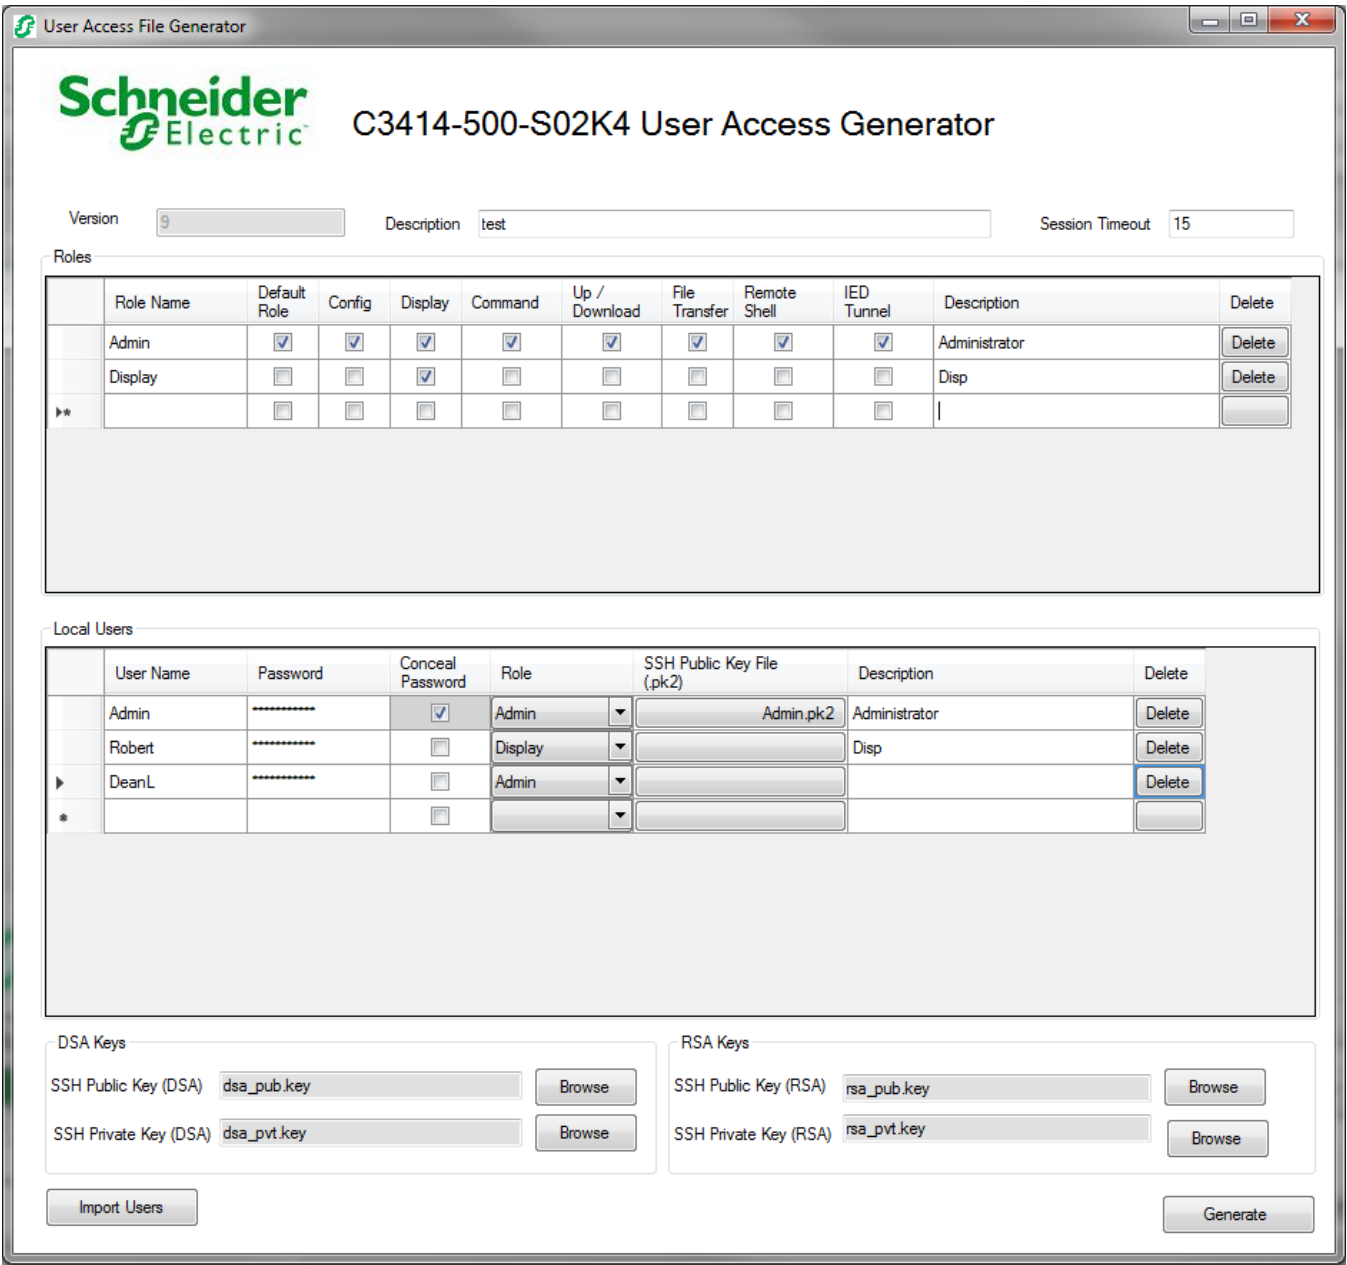 User Access File Generator
Schneider
Electric
C3414-500-S02K4 User Access Generator
Version 9 Description test Session Timeout 15
Roles
Role Name Default Role Config Display Command Up / Download File Transfer Remote Shell IED Tunnel Description Delete
Admin Administrator Delete
Display Disp Delete
Local Users
User Name Password Conceal Password Role SSH Public Key File (.pk2) Description Delete
Admin *********** Admin Admin.pk2 Administrator Delete
Robert *********** Display Disp Delete
DeanL *********** Admin Delete
DSA Keys RSA Keys
SSH Public Key (DSA) dsa_pub.key Browse SSH Public Key (RSA) rsa_pub.key Browse
SSH Private Key (DSA) dsa_pvt.key Browse SSH Private Key (RSA) rsa_pvt.key Browse
Import Users Generate